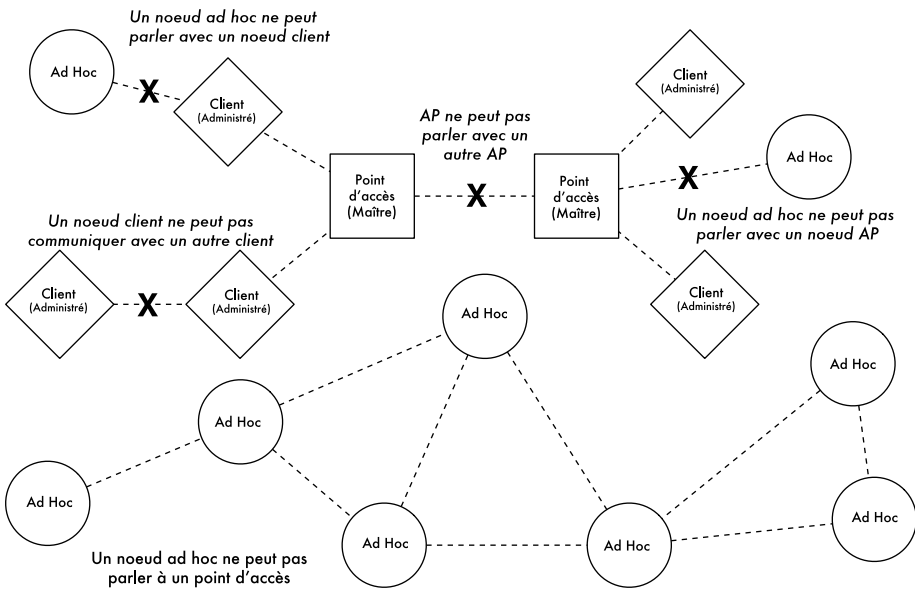 Un noeud ad hoc ne peut
parler avec un noeud client
Ad Hoc
Client
(Administré)
Client
(Administré)
AP ne peut pas
parler avec un
autre AP
Ad Hoc
Point
d'accès
(Maître)
Point
d'accès
(Maître)
Un noeud ad hoc ne peut pas
parler avec un noeud AP
Un noeud client ne peut pas
communiquer avec un autre client
Client
(Administré)
Client
(Administré)
Client
(Administré)
Ad Hoc
Ad Hoc
Ad Hoc
Ad Hoc
Ad Hoc
Ad Hoc
Ad Hoc
Un noeud ad hoc ne peut pas
parler à un point d'accès